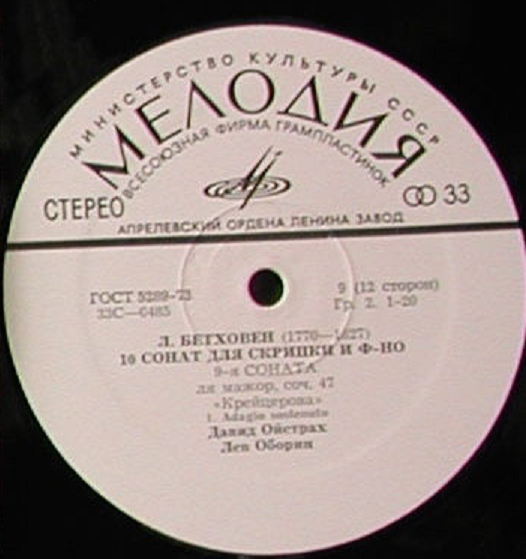 МИНИСТЕРСТВО КУЛЬТУРЫ СССР
МЕЛОДИЯ
ВСЕСОЮЗНАЯ ФИРМА ГРАМПЛАСТИНОК
СТЕРЕО
33
АПРЕЛЕВСКИЙ ОРДЕНА ЛЕНИНА ЗАВОД
ГОСТ 5289-73
9 (12 сторон)
33С—0485
Гр. 2. 1-20
Л. БЕТХОВЕН (1770—1827)
10 СОНАТ ДЛЯ СКРИПКИ И Ф-НО
9-я СОНАТА
ля мажор, соч. 47
«Крейцерова»
1. Adagio sostenuto
Давид Ойстрах
Лев Оборин